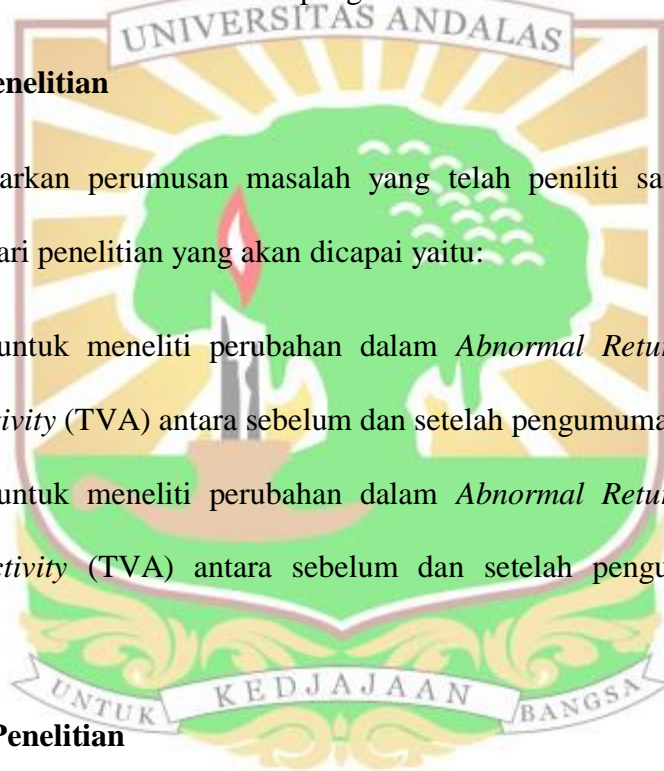 UNIVERSITAS ANDALAS
enelitian
arkan perumusan masalah yang telah peniliti sa
ari penelitian yang akan dicapai yaitu:
untuk meneliti perubahan dalam Abnormal Retur
ivity (TVA) antara sebelum dan setelah pengumuma
untuk meneliti perubahan dalam Abnormal Retur
ctivity (TVA) antara sebelum dan setelah pengu
UNTUK KEDJAJAAN BANGSA
Penelitian